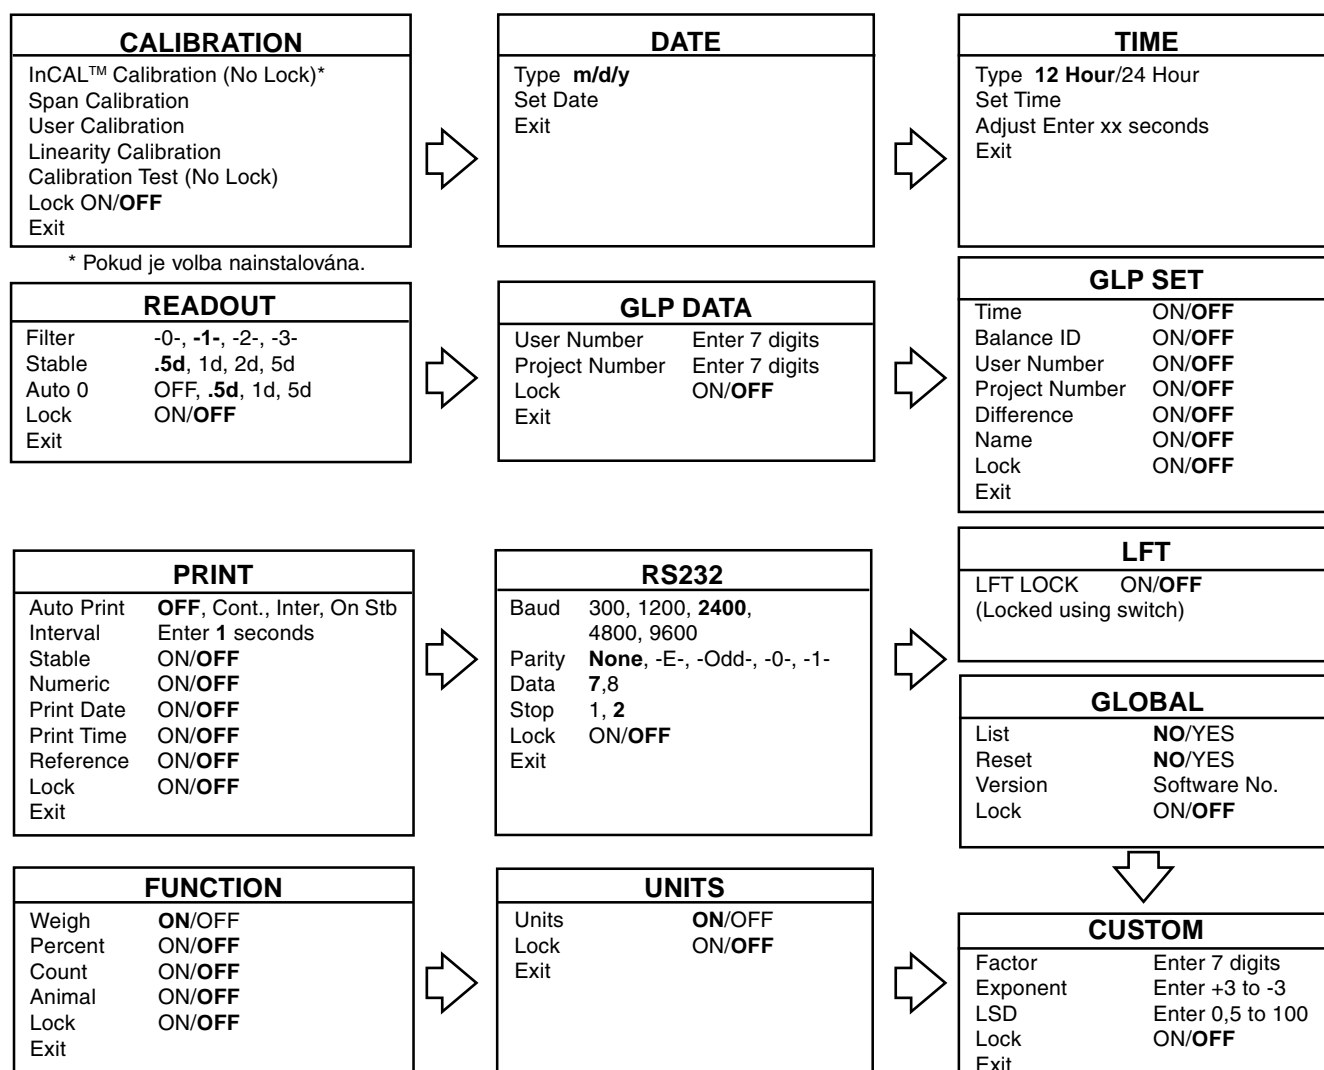 CALIBRATION
InCAL™ Calibration (No Lock)*
Span Calibration
User Calibration
Linearity Calibration
Calibration Test (No Lock)
Lock ON/OFF
Exit
* Pokud je volba nainstalována.
DATE
Type m/d/y
Set Date
Exit
TIME
Type 12 Hour/24 Hour
Set Time
Adjust Enter xx seconds
Exit
READOUT
Filter -0-, -1-, -2-, -3-
Stable .5d, 1d, 2d, 5d
Auto 0 OFF, .5d, 1d, 5d
Lock ON/OFF
Exit
GLP DATA
User Number Enter 7 digits
Project Number Enter 7 digits
Lock ON/OFF
Exit
GLP SET
Time ON/OFF
Balance ID ON/OFF
User Number ON/OFF
Project Number ON/OFF
Difference ON/OFF
Name ON/OFF
Lock ON/OFF
Exit
PRINT
Auto Print OFF, Cont., Inter, On Stb
Interval Enter 1 seconds
Stable ON/OFF
Numeric ON/OFF
Print Date ON/OFF
Print Time ON/OFF
Reference ON/OFF
Lock ON/OFF
Exit
RS232
Baud 300, 1200, 2400,
4800, 9600
Parity None, -E-, -Odd-, -0-, -1-
Data 7,8
Stop 1, 2
Lock ON/OFF
Exit
LFT
LFT LOCK ON/OFF
(Locked using switch)
GLOBAL
List NO/YES
Reset NO/YES
Version Software No.
Lock ON/OFF
FUNCTION
Weigh ON/OFF
Percent ON/OFF
Count ON/OFF
Animal ON/OFF
Lock ON/OFF
Exit
UNITS
Units ON/OFF
Lock ON/OFF
Exit
CUSTOM
Factor Enter 7 digits
Exponent Enter +3 to -3
LSD Enter 0,5 to 100
Lock ON/OFF
Exit